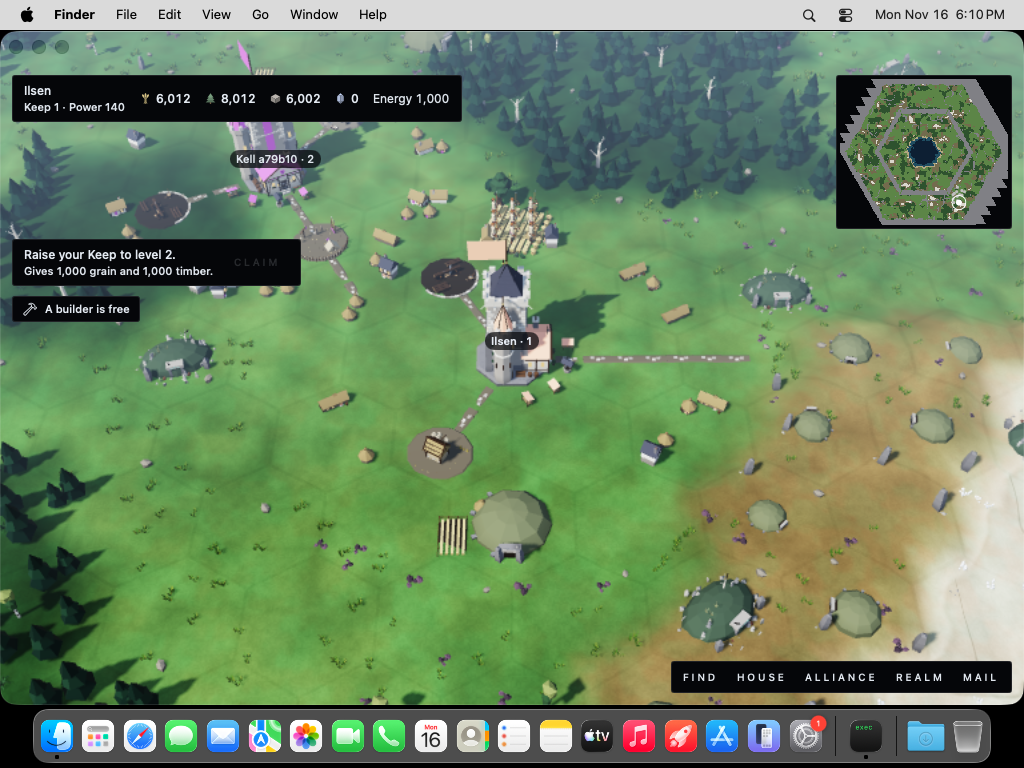 Finder File Edit View Go Window Help Mon Nov 16 6:10 PM
Ilsen
Keep 1 · Power 140
6,012 8,012 6,002 0 Energy 1,000
Kell a79b10 · 2
Raise your Keep to level 2.
Gives 1,000 grain and 1,000 timber.
CLAIM
A builder is free
Ilsen · 1
FIND HOUSE ALLIANCE REALM MAIL
Mon
16
tv
1
exec